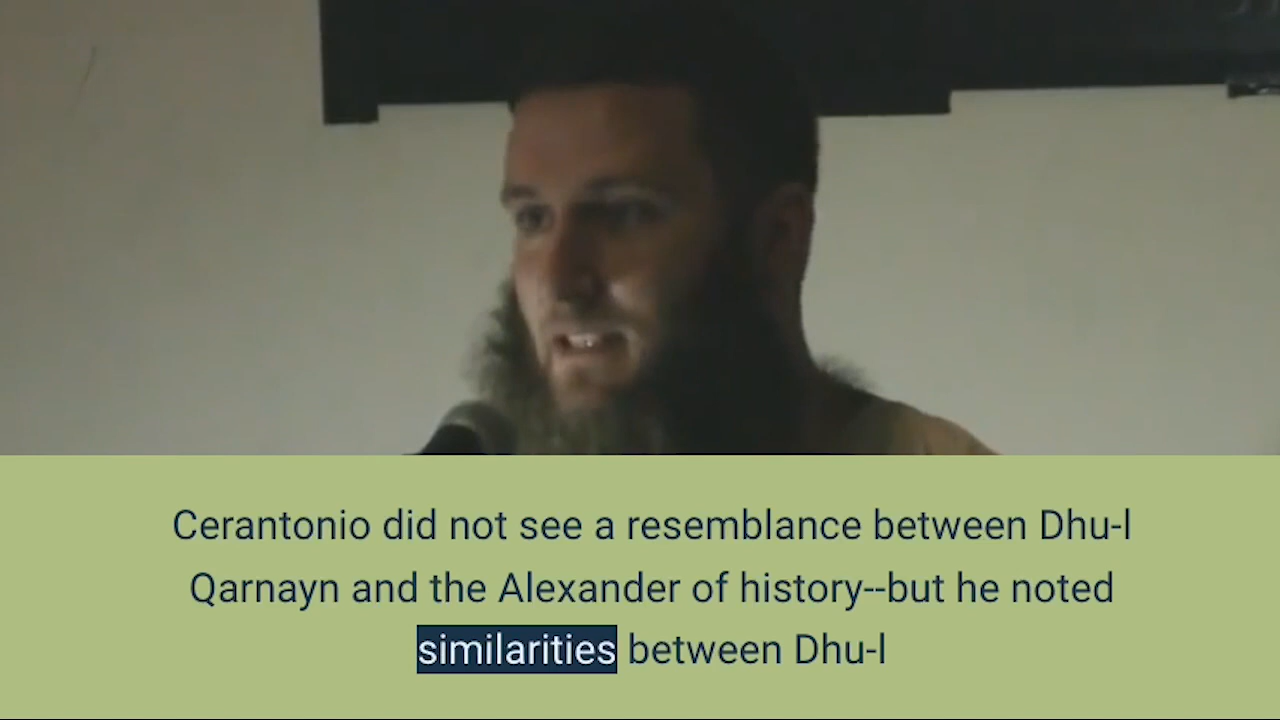 Cerantonio did not see a resemblance between Dhu-l
Qarnayn and the Alexander of history--but he noted
similarities between Dhu-l